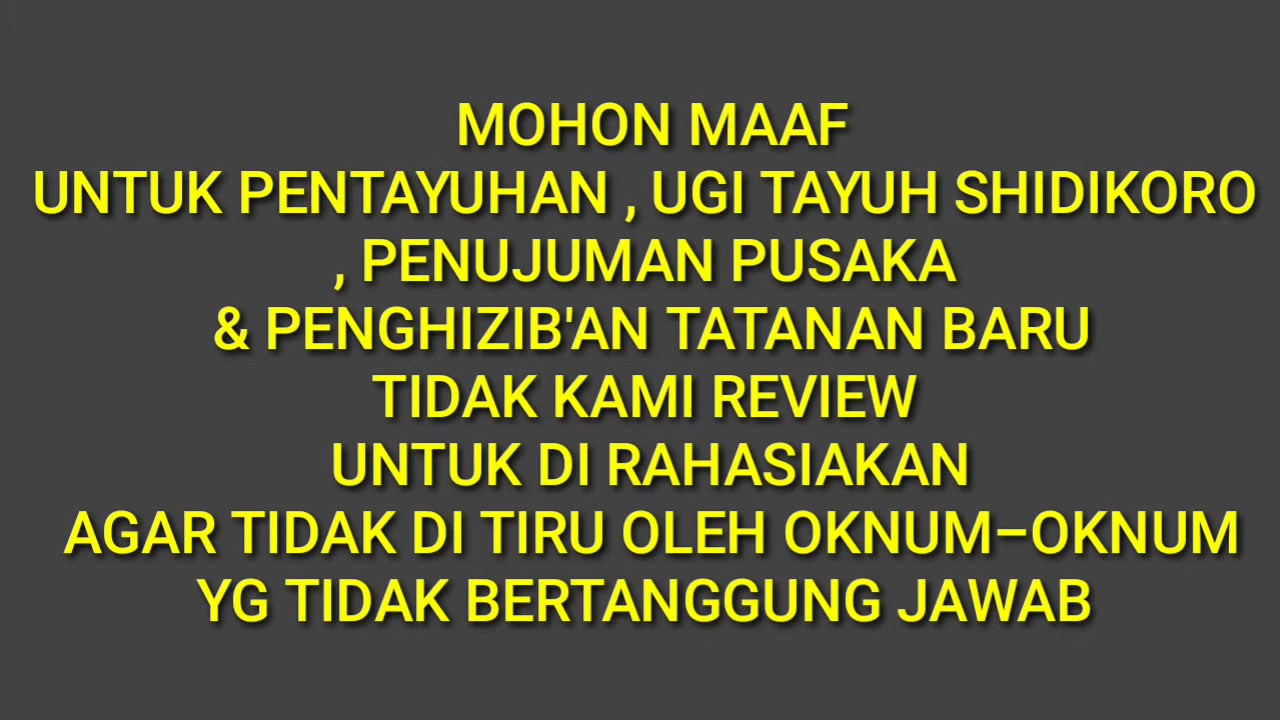 MOHON MAAF
UNTUK PENTAYUHAN , UGI TAYUH SHIDIKORO
, PENUJUMAN PUSAKA
& PENGHIZIB'AN TATANAN BARU
TIDAK KAMI REVIEW
UNTUK DI RAHASIAKAN
AGAR TIDAK DI TIRU OLEH OKNUM–OKNUM
YG TIDAK BERTANGGUNG JAWAB